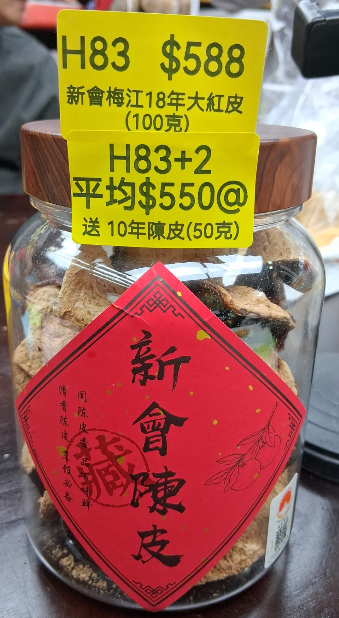 H83 $588
新會梅江18年大紅皮
(100克)
H83+2
平均$550@
送 10年陳皮(50克)
新會陳皮
藏